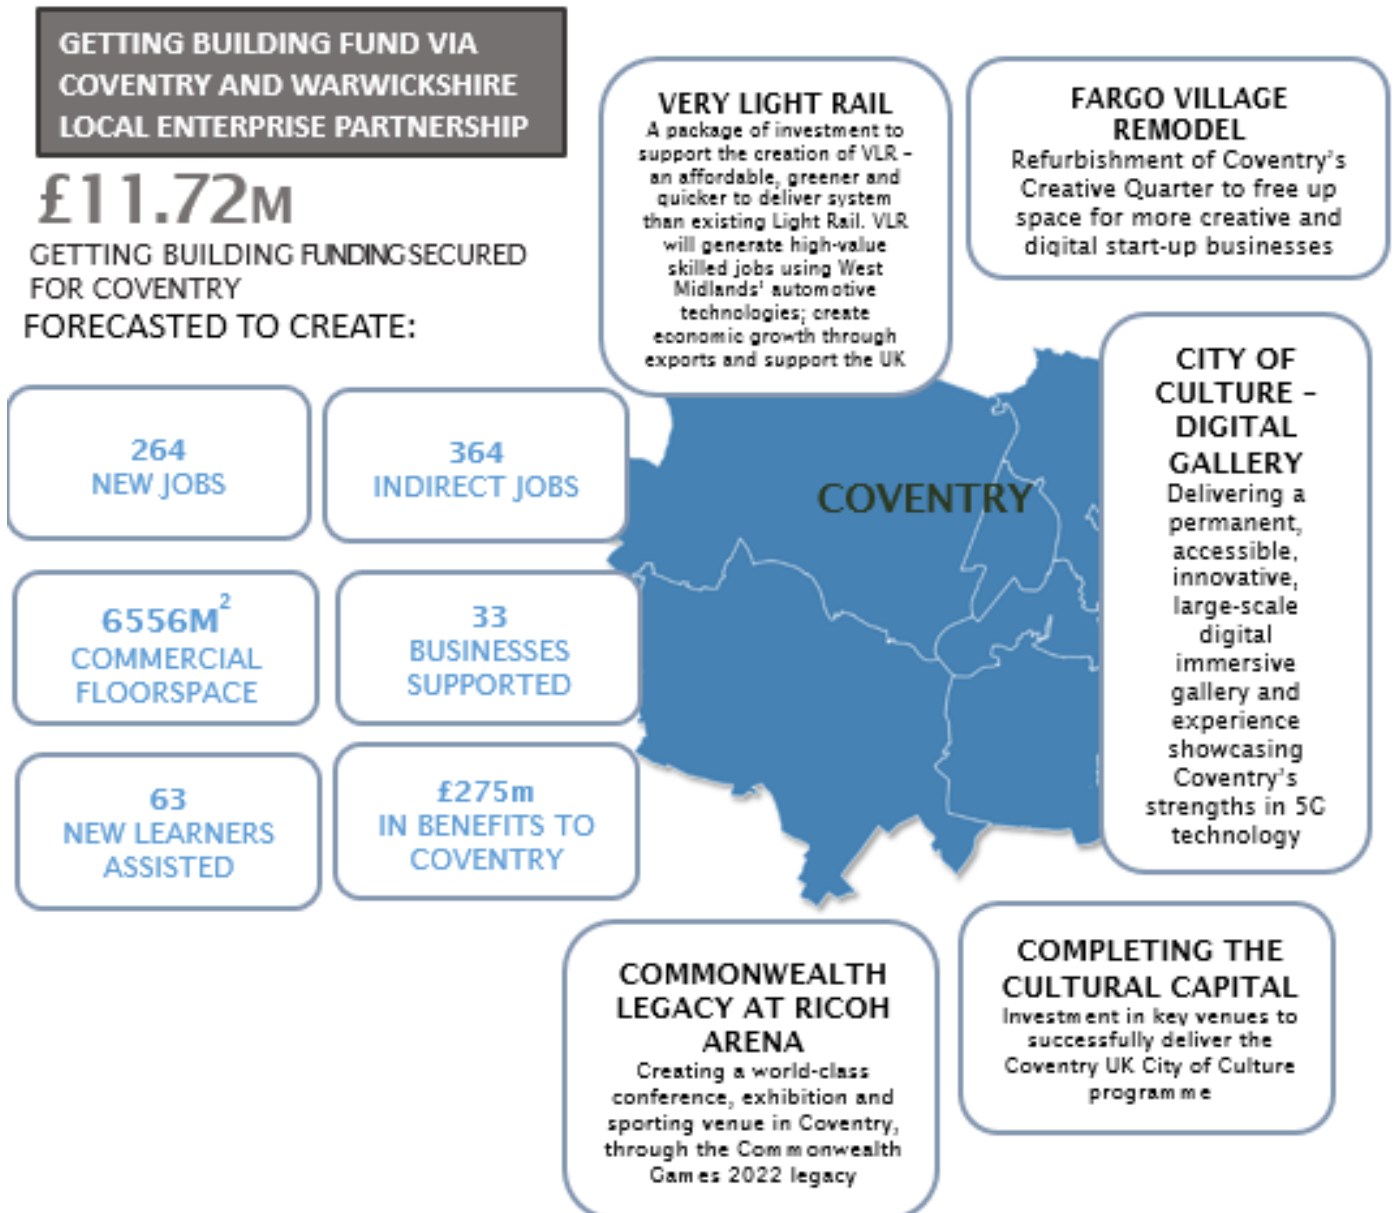 GETTING BUILDING FUND VIA
COVENTRY AND WARWICKSHIRE
LOCAL ENTERPRISE PARTNERSHIP
£11.72M
GETTING BUILDING FUNDING SECURED
FOR COVENTRY
FORECASTED TO CREATE:
264
NEW JOBS
364
INDIRECT JOBS
6556M²
COMMERCIAL
FLOORSPACE
33
BUSINESSES
SUPPORTED
63
NEW LEARNERS
ASSISTED
£275m
IN BENEFITS TO
COVENTRY
VERY LIGHT RAIL
A package of investment to
support the creation of VLR –
an affordable, greener and
quicker to deliver system
than existing Light Rail. VLR
will generate high-value
skilled jobs using West
Midlands' automotive
technologies; create
economic growth through
exports and support the UK
FARGO VILLAGE
REMODEL
Refurbishment of Coventry's
Creative Quarter to free up
space for more creative and
digital start-up businesses
COVENTRY
CITY OF
CULTURE –
DIGITAL
GALLERY
Delivering a
permanent,
accessible,
innovative,
large-scale
digital
immersive
gallery and
experience
showcasing
Coventry's
strengths in 5G
technology
COMMONWEALTH
LEGACY AT RICOH
ARENA
Creating a world-class
conference, exhibition and
sporting venue in Coventry,
through the Commonwealth
Games 2022 legacy
COMPLETING THE
CULTURAL CAPITAL
Investment in key venues to
successfully deliver the
Coventry UK City of Culture
programme